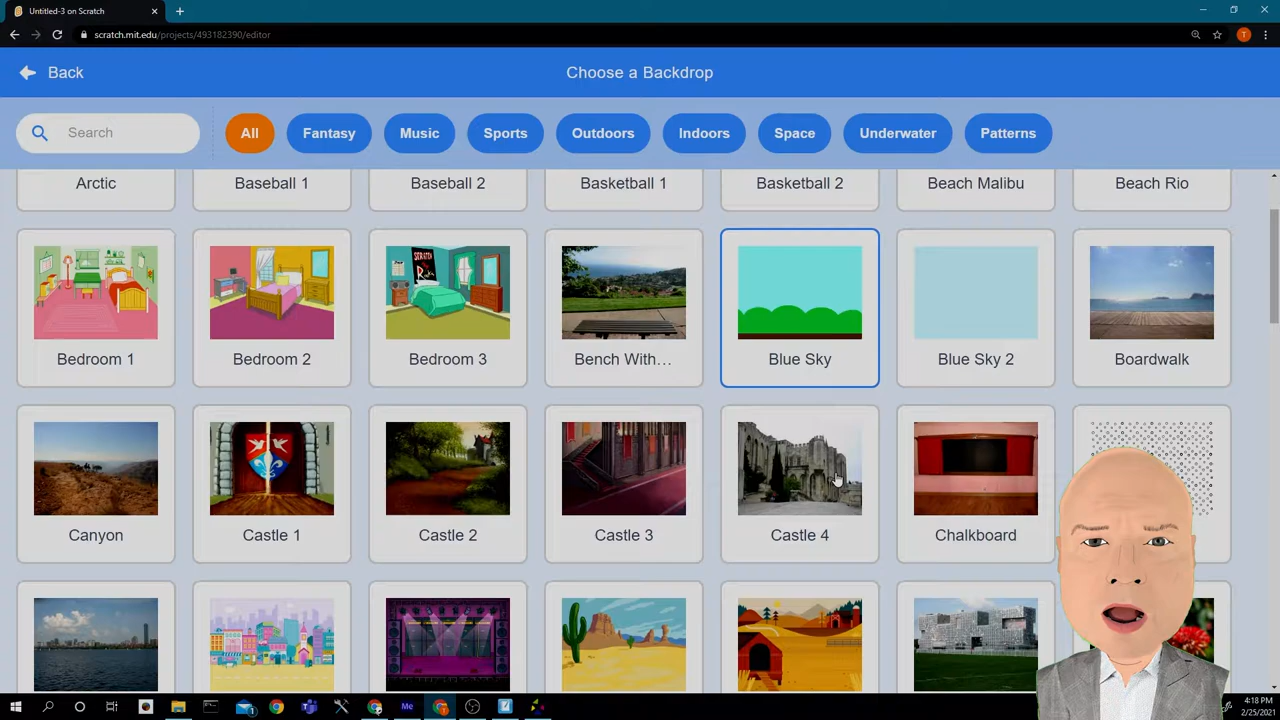 Untitled-3 on Scratch
scratch.mit.edu/projects/493182390/editor
T
Back
Choose a Backdrop
Search
All
Fantasy
Music
Sports
Outdoors
Indoors
Space
Underwater
Patterns
Arctic
Baseball 1
Baseball 2
Basketball 1
Basketball 2
Beach Malibu
Beach Rio
SCRATCH
Bedroom 1
Bedroom 2
Bedroom 3
Bench With...
Blue Sky
Blue Sky 2
Boardwalk
Canyon
Castle 1
Castle 2
Castle 3
Castle 4
Chalkboard
Me
4:18 PM
2/25/2021